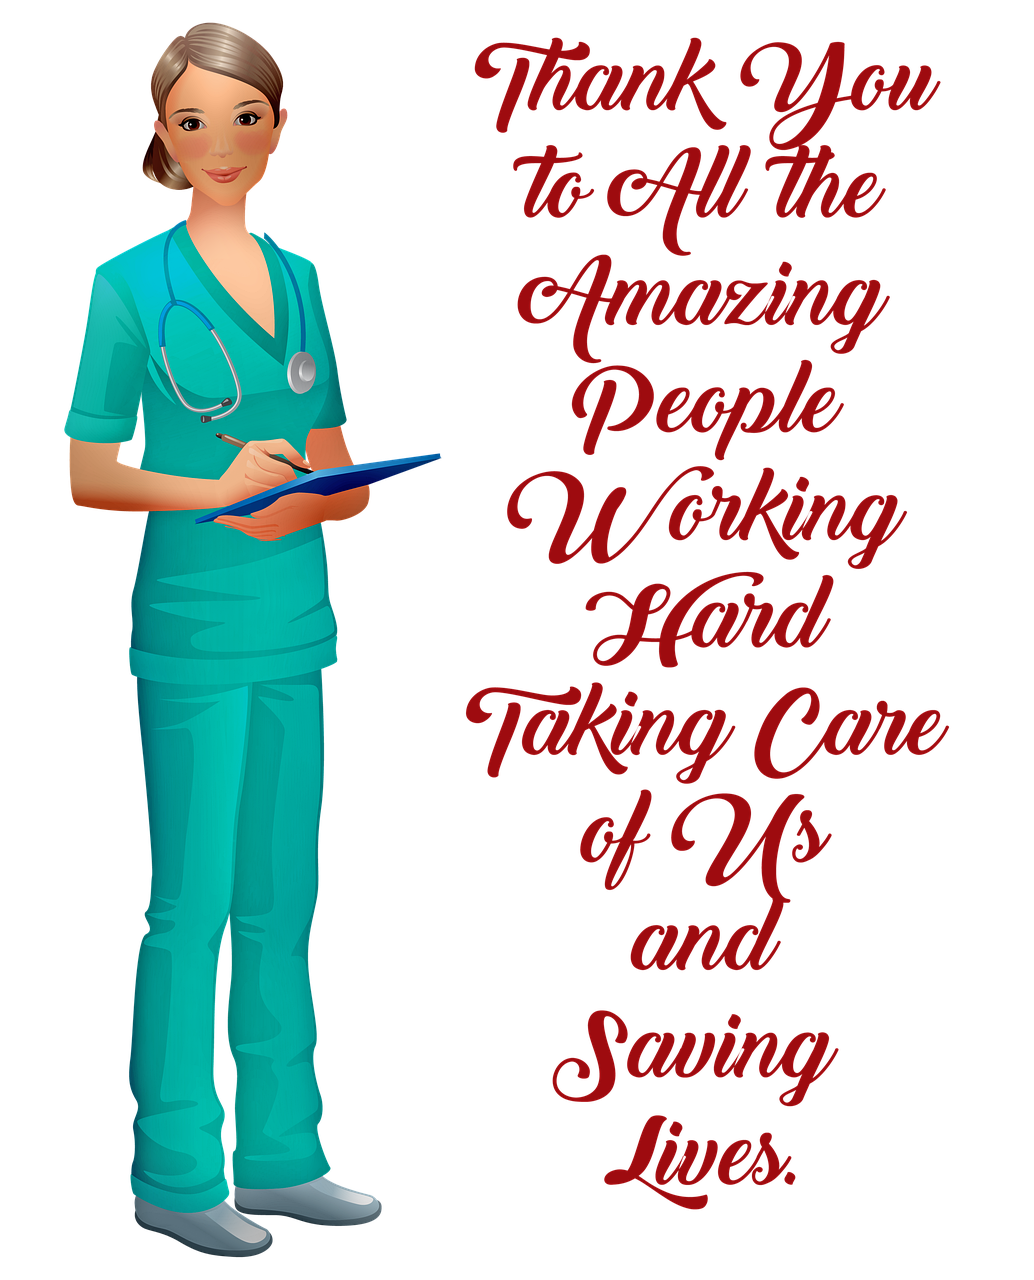 Thank You
to All the
Amazing
People
Working
Hard
Taking Care
of Us
and
Saving
Lives.